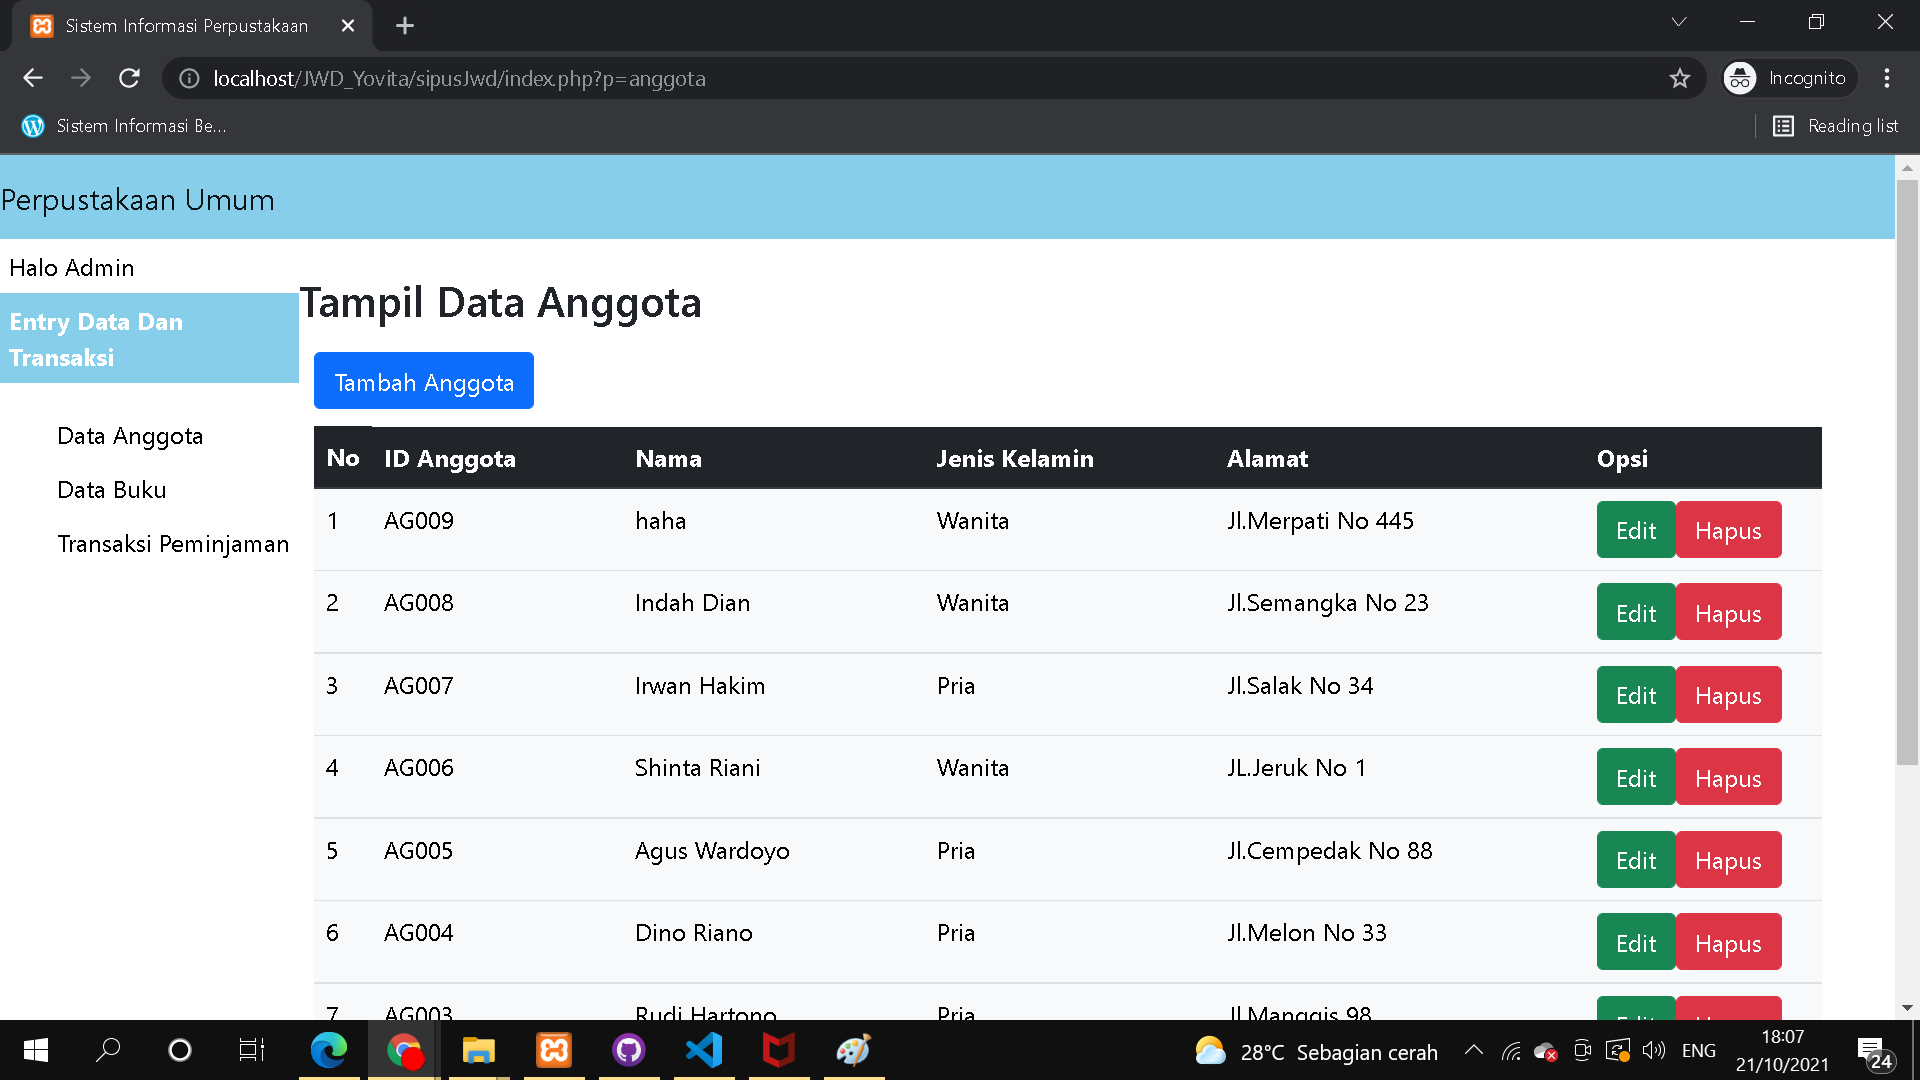 Sistem Informasi Perpustakaan
localhost/JWD_Yovita/sipusJwd/index.php?p=anggota
Incognito
Sistem Informasi Be...
Reading list
Perpustakaan Umum
Halo Admin
Entry Data Dan
Transaksi
Data Anggota
Data Buku
Transaksi Peminjaman
Tampil Data Anggota
Tambah Anggota
No ID Anggota Nama Jenis Kelamin Alamat Opsi
1 AG009 haha Wanita Jl.Merpati No 445 Edit Hapus
2 AG008 Indah Dian Wanita Jl.Semangka No 23 Edit Hapus
3 AG007 Irwan Hakim Pria Jl.Salak No 34 Edit Hapus
4 AG006 Shinta Riani Wanita JL.Jeruk No 1 Edit Hapus
5 AG005 Agus Wardoyo Pria Jl.Cempedak No 88 Edit Hapus
6 AG004 Dino Riano Pria Jl.Melon No 33 Edit Hapus
7 AG003 Rudi Hartono Pria Jl.Manggis 98
28°C Sebagian cerah
ENG
18:07
21/10/2021
24